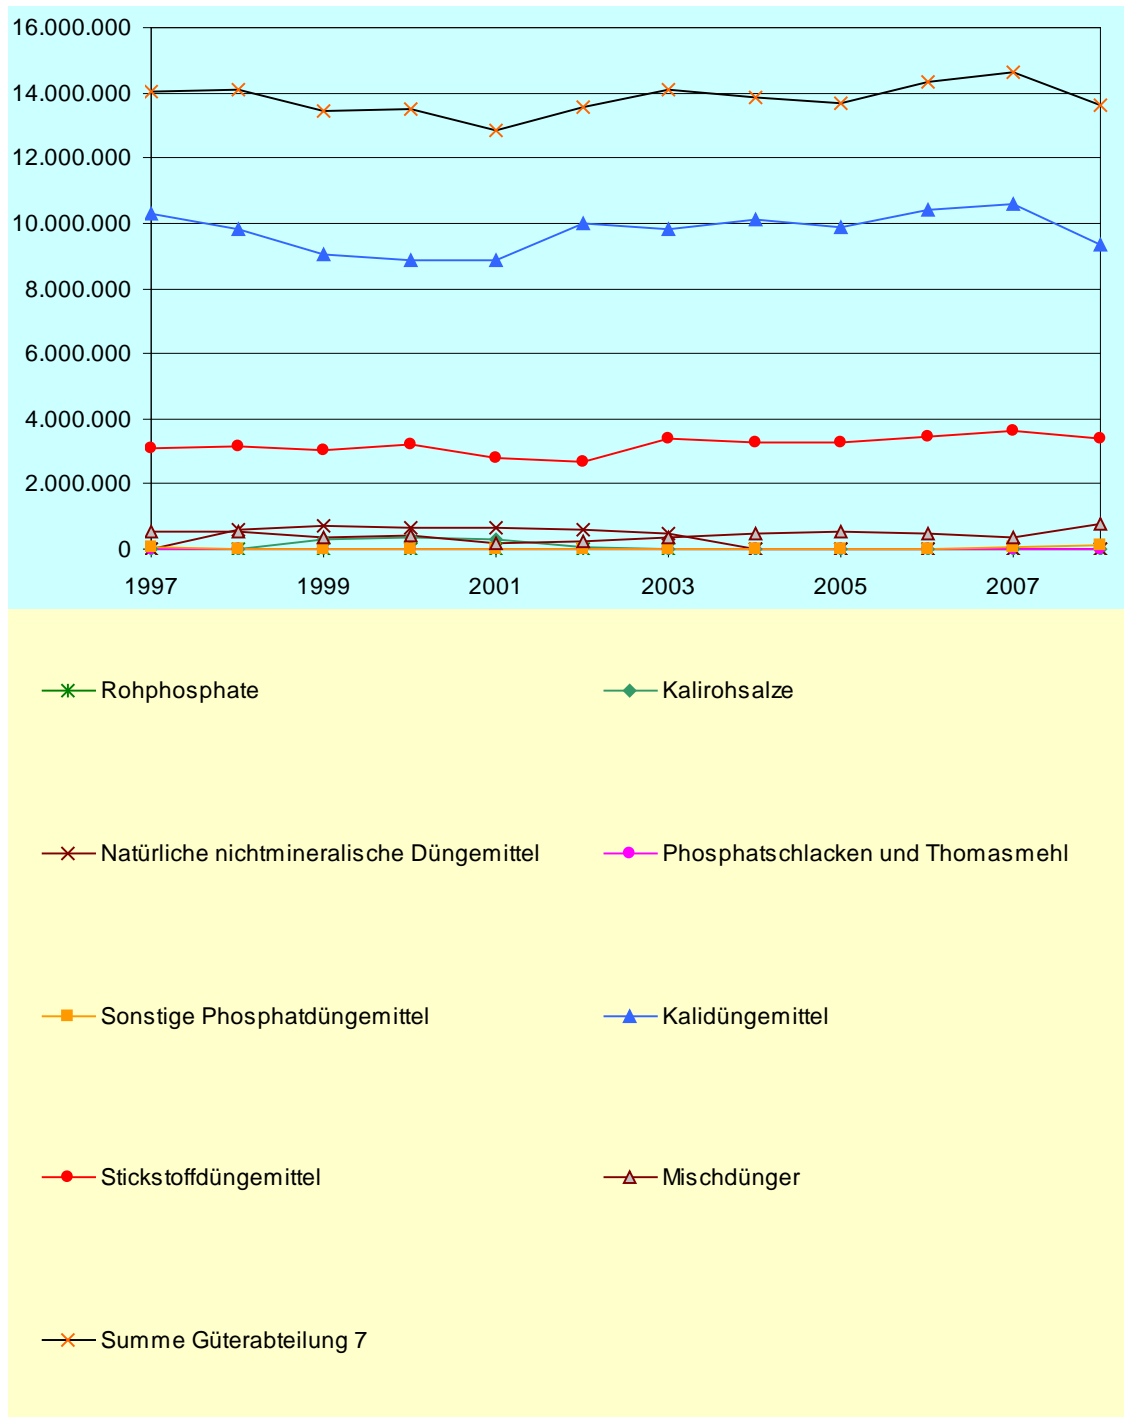 16.000.000
14.000.000
12.000.000
10.000.000
8.000.000
6.000.000
4.000.000
2.000.000
0
1997 1999 2001 2003 2005 2007
Rohphosphate Kalirohsalze
Natürliche nichtmineralische Düngemittel Phosphatschlacken und Thomasmehl
Sonstige Phosphatdüngemittel Kalidüngemittel
Stickstoffdüngemittel Mischdünger
Summe Güterabteilung 7